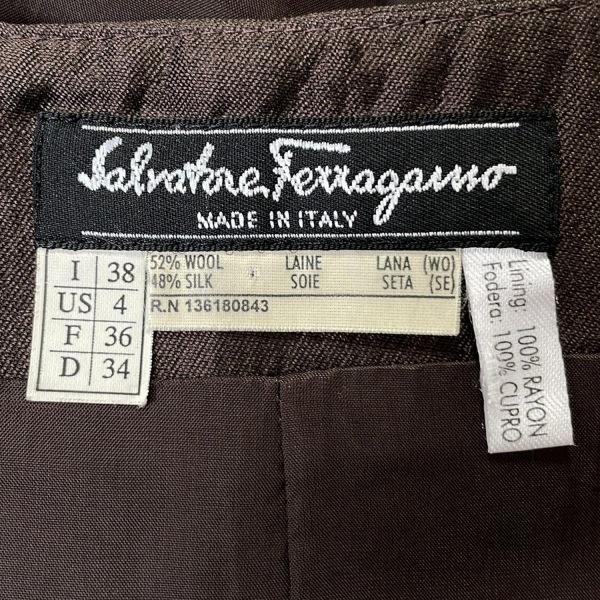 Salvatore Ferragamo
MADE IN ITALY
I 38
US 4
F 36
D 34
52% WOOL LAINE LANA (WO)
48% SILK SOIE SETA (SE)
R.N 136180843
Lining: 100% RAYON
Fodera: 100% CUPRO